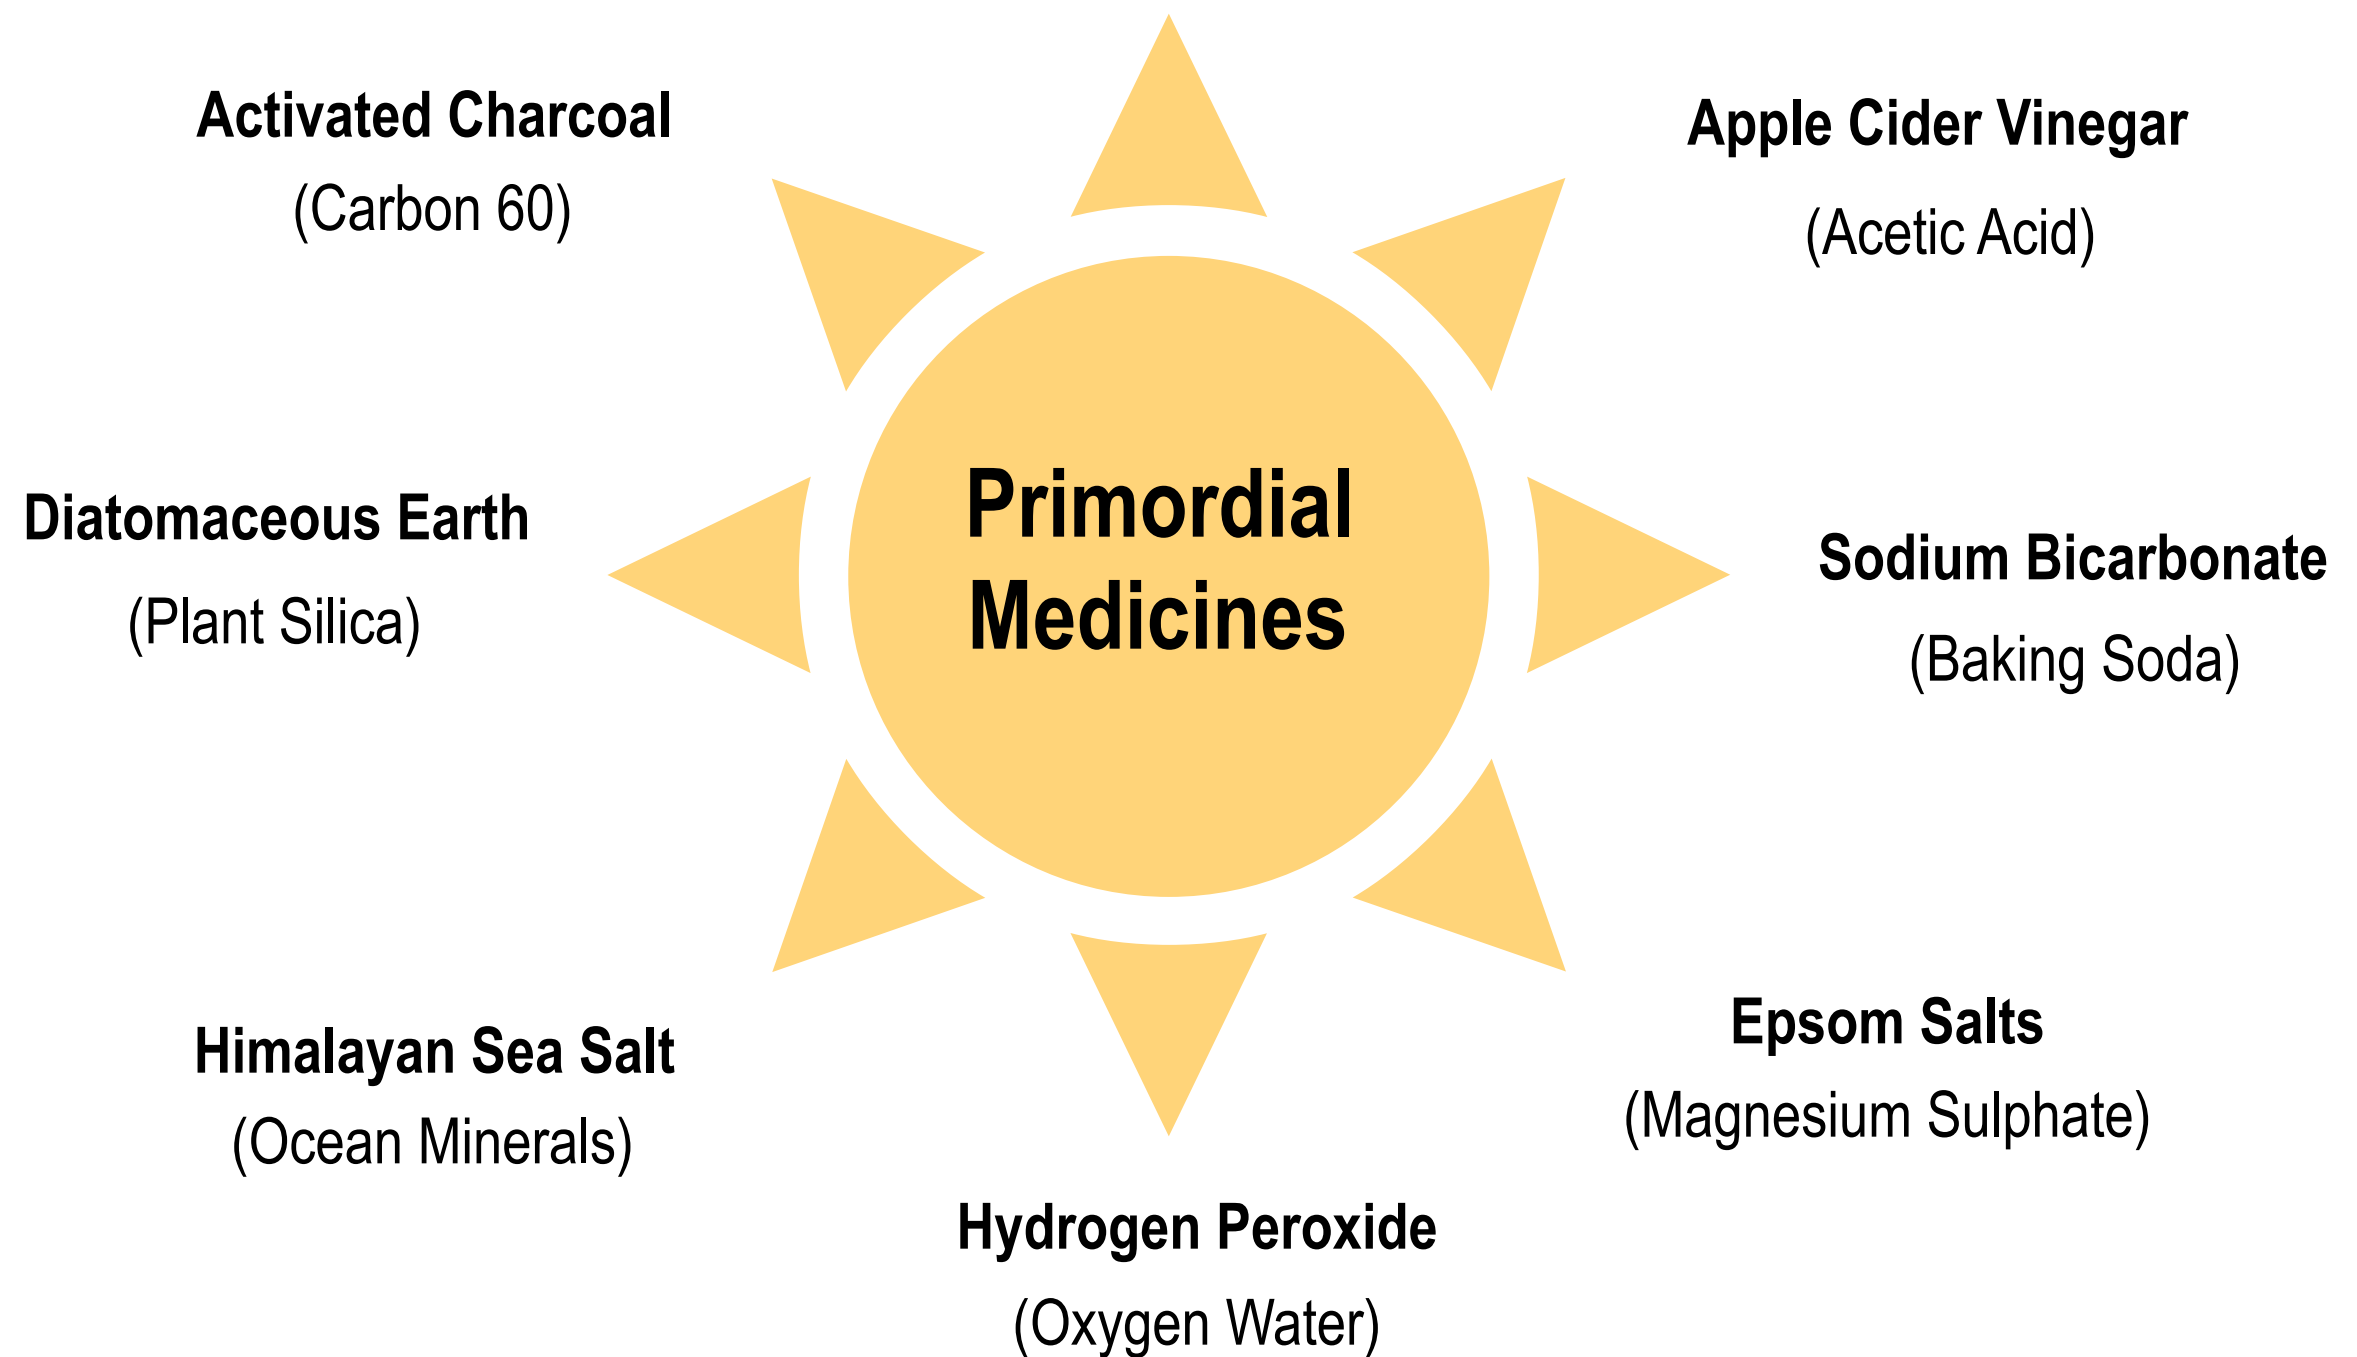 Activated Charcoal
(Carbon 60)
Apple Cider Vinegar
(Acetic Acid)
Primordial
Medicines
Diatomaceous Earth
(Plant Silica)
Sodium Bicarbonate
(Baking Soda)
Himalayan Sea Salt
(Ocean Minerals)
Epsom Salts
(Magnesium Sulphate)
Hydrogen Peroxide
(Oxygen Water)